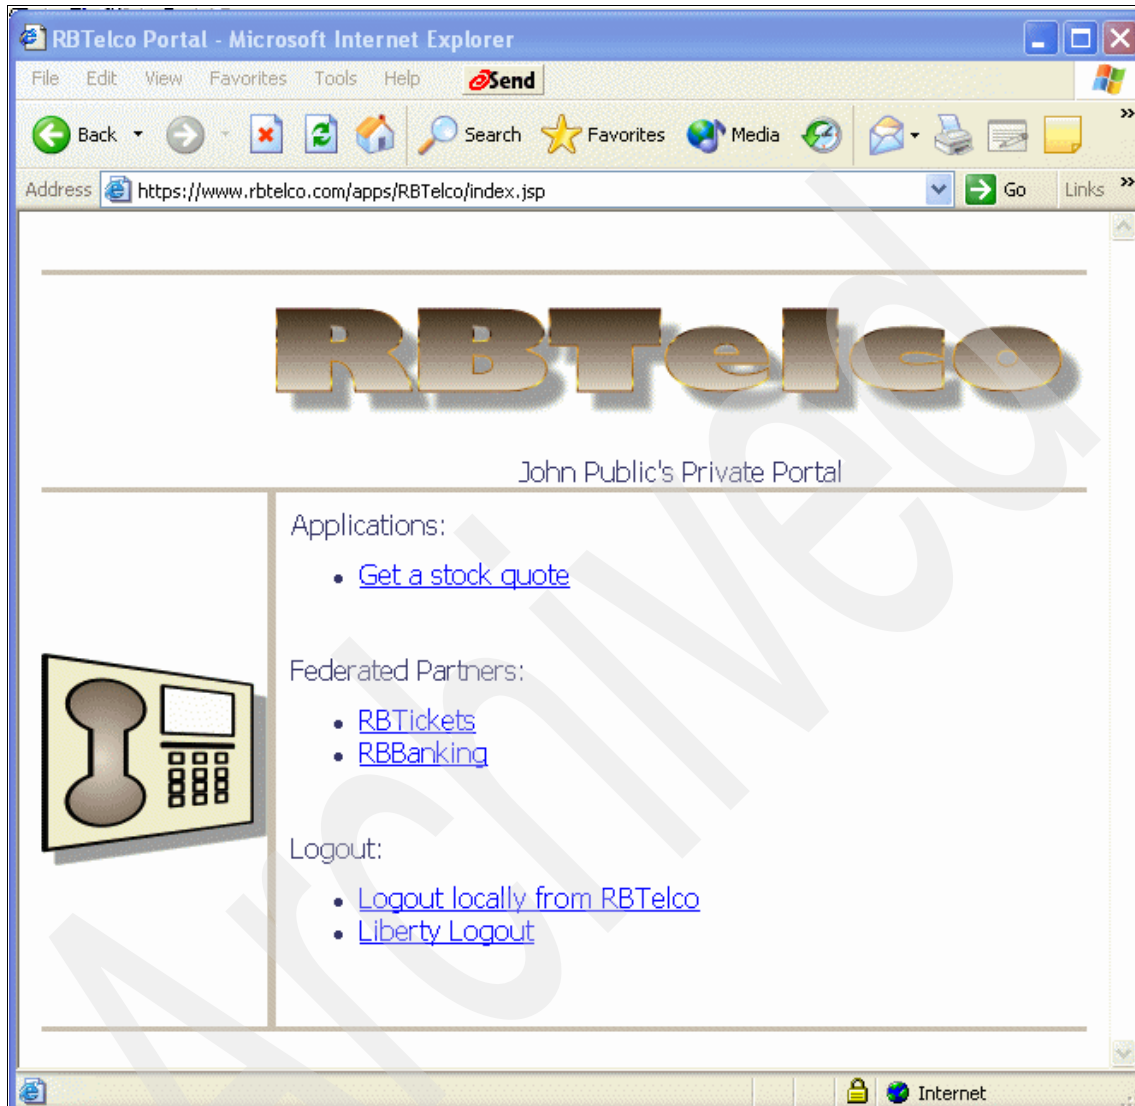 RBTelco Portal - Microsoft Internet Explorer
File Edit View Favorites Tools Help eSend
Back Search Favorites Media »
Address https://www.rbtelco.com/apps/RBTelco/index.jsp Go Links »
RBTelco
John Public's Private Portal
Applications:
• Get a stock quote
Federated Partners:
• RBTickets
• RBBanking
Logout:
• Logout locally from RBTelco
• Liberty Logout
Internet
Archived